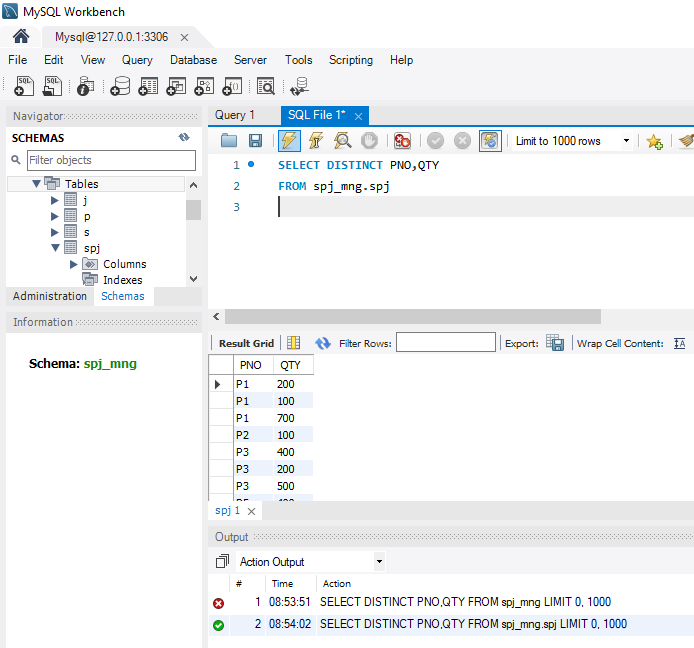 MySQL Workbench
Mysql@127.0.0.1:3306
File Edit View Query Database Server Tools Scripting Help
Navigator
Query 1 SQL File 1*
SCHEMAS
Filter objects
Limit to 1000 rows
Tables
j
p
s
spj
Columns
Indexes
1 SELECT DISTINCT PNO,QTY
2 FROM spj_mng.spj
3
Administration Schemas
Information
Schema: spj_mng
Result Grid Filter Rows: Export: Wrap Cell Content:
PNO QTY
P1 200
P1 100
P1 700
P2 100
P3 400
P3 200
P3 500
spj 1
Output
Action Output
# Time Action
1 08:53:51 SELECT DISTINCT PNO,QTY FROM spj_mng LIMIT 0, 1000
2 08:54:02 SELECT DISTINCT PNO,QTY FROM spj_mng.spj LIMIT 0, 1000